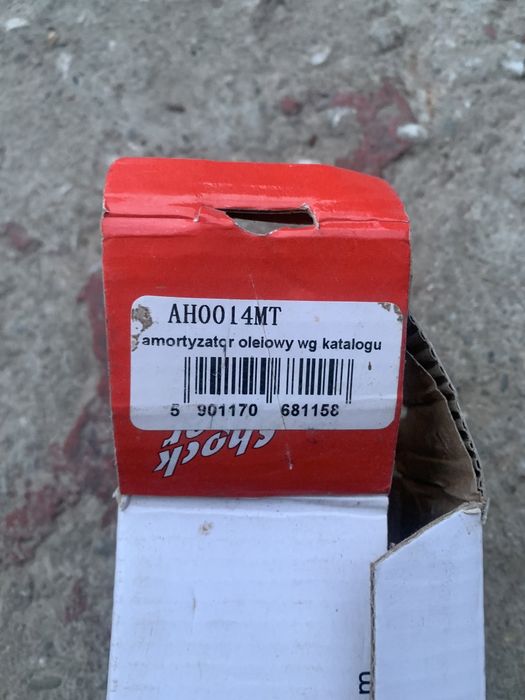 AH0014MT
amortyzator olejowy wg katalogu
5 901170 681158
shock
m